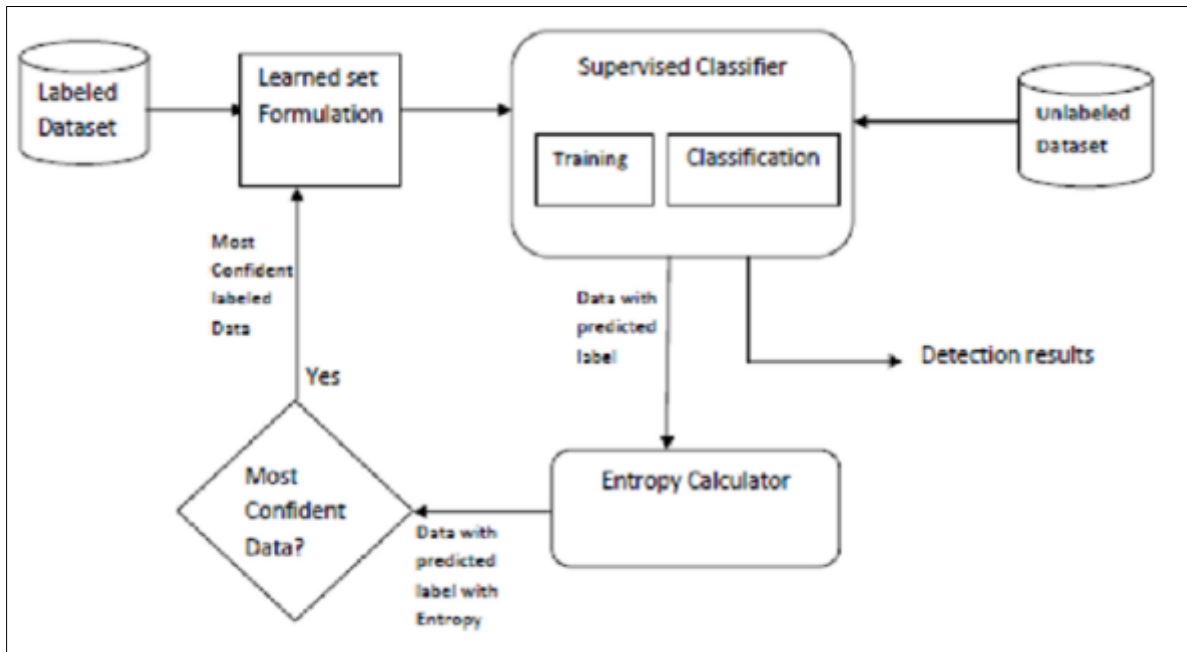 Labeled
Dataset
Learned set
Formulation
Supervised Classifier
Training
Classification
Unlabeled
Dataset
Most
Confident
labeled
Data
Data with
predicted
label
Detection results
Yes
Most
Confident
Data?
Data with
predicted
label with
Entropy
Entropy Calculator